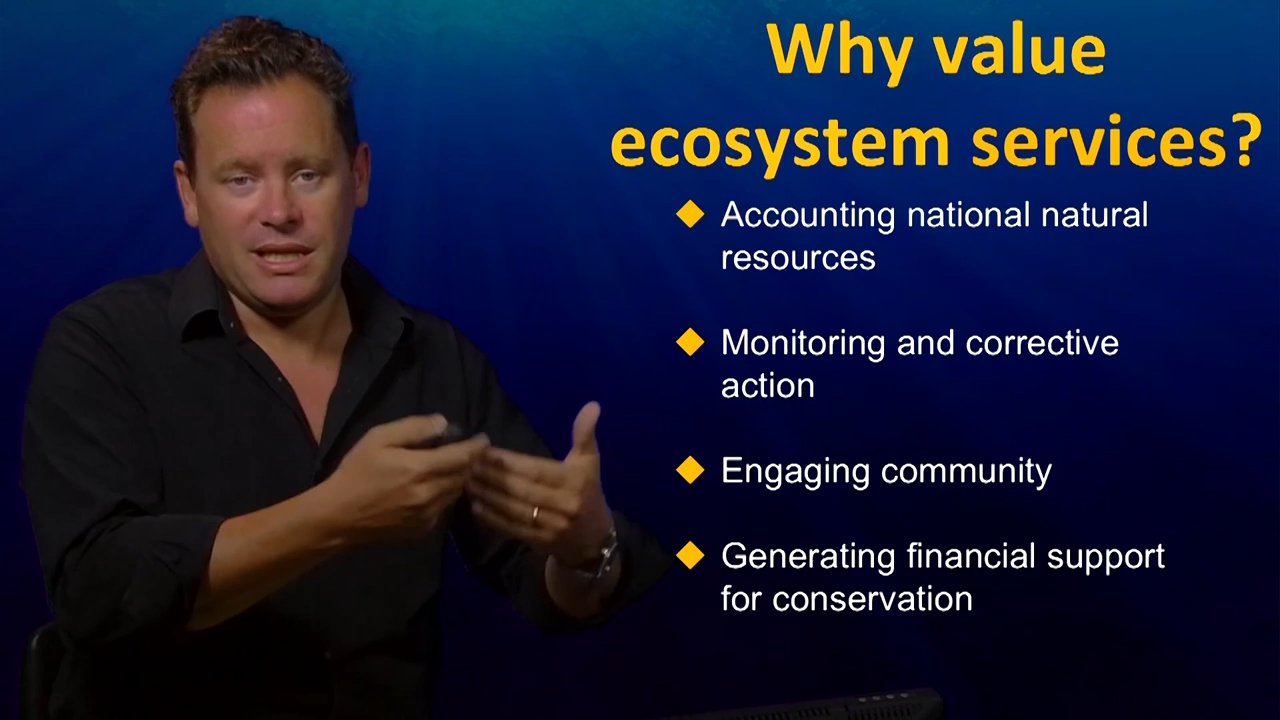 Why value
ecosystem services?
Accounting national natural
resources
Monitoring and corrective
action
Engaging community
Generating financial support
for conservation